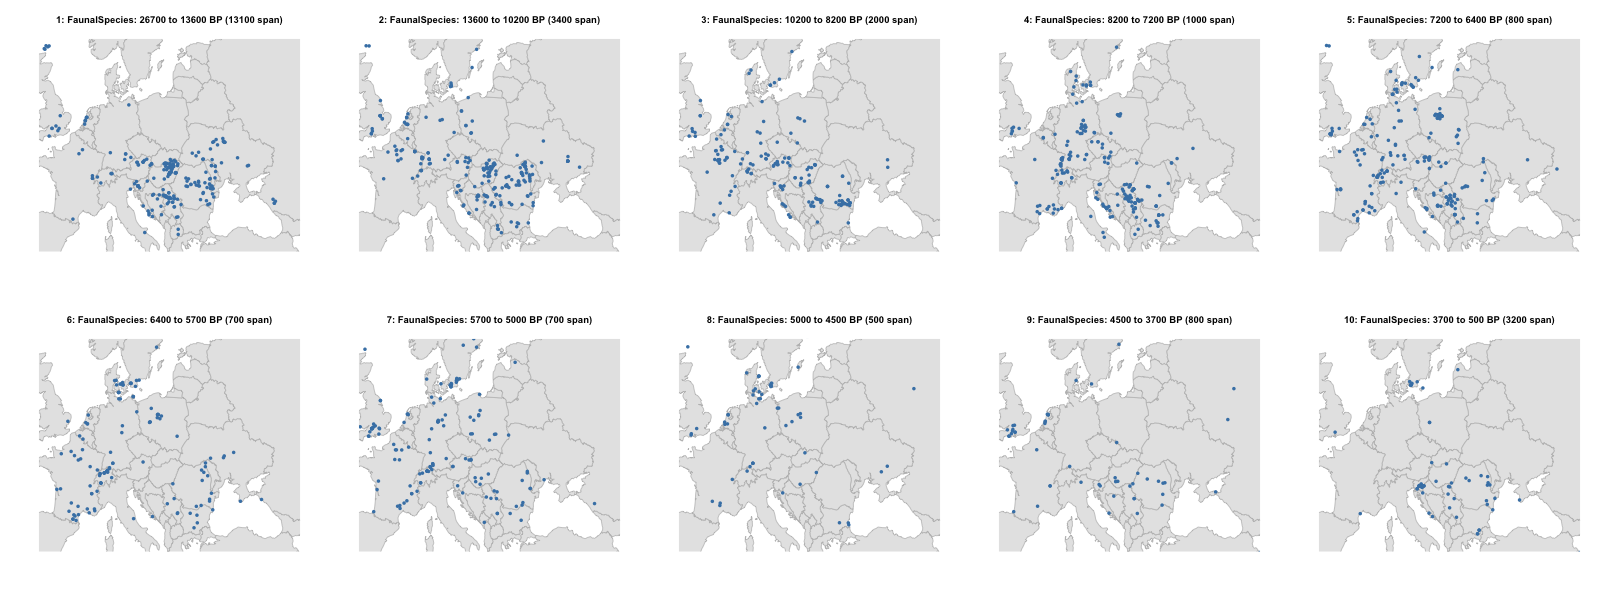 1: FaunalSpecies: 26700 to 13600 BP (13100 span)
2: FaunalSpecies: 13600 to 10200 BP (3400 span)
3: FaunalSpecies: 10200 to 8200 BP (2000 span)
4: FaunalSpecies: 8200 to 7200 BP (1000 span)
5: FaunalSpecies: 7200 to 6400 BP (800 span)
6: FaunalSpecies: 6400 to 5700 BP (700 span)
7: FaunalSpecies: 5700 to 5000 BP (700 span)
8: FaunalSpecies: 5000 to 4500 BP (500 span)
9: FaunalSpecies: 4500 to 3700 BP (800 span)
10: FaunalSpecies: 3700 to 500 BP (3200 span)